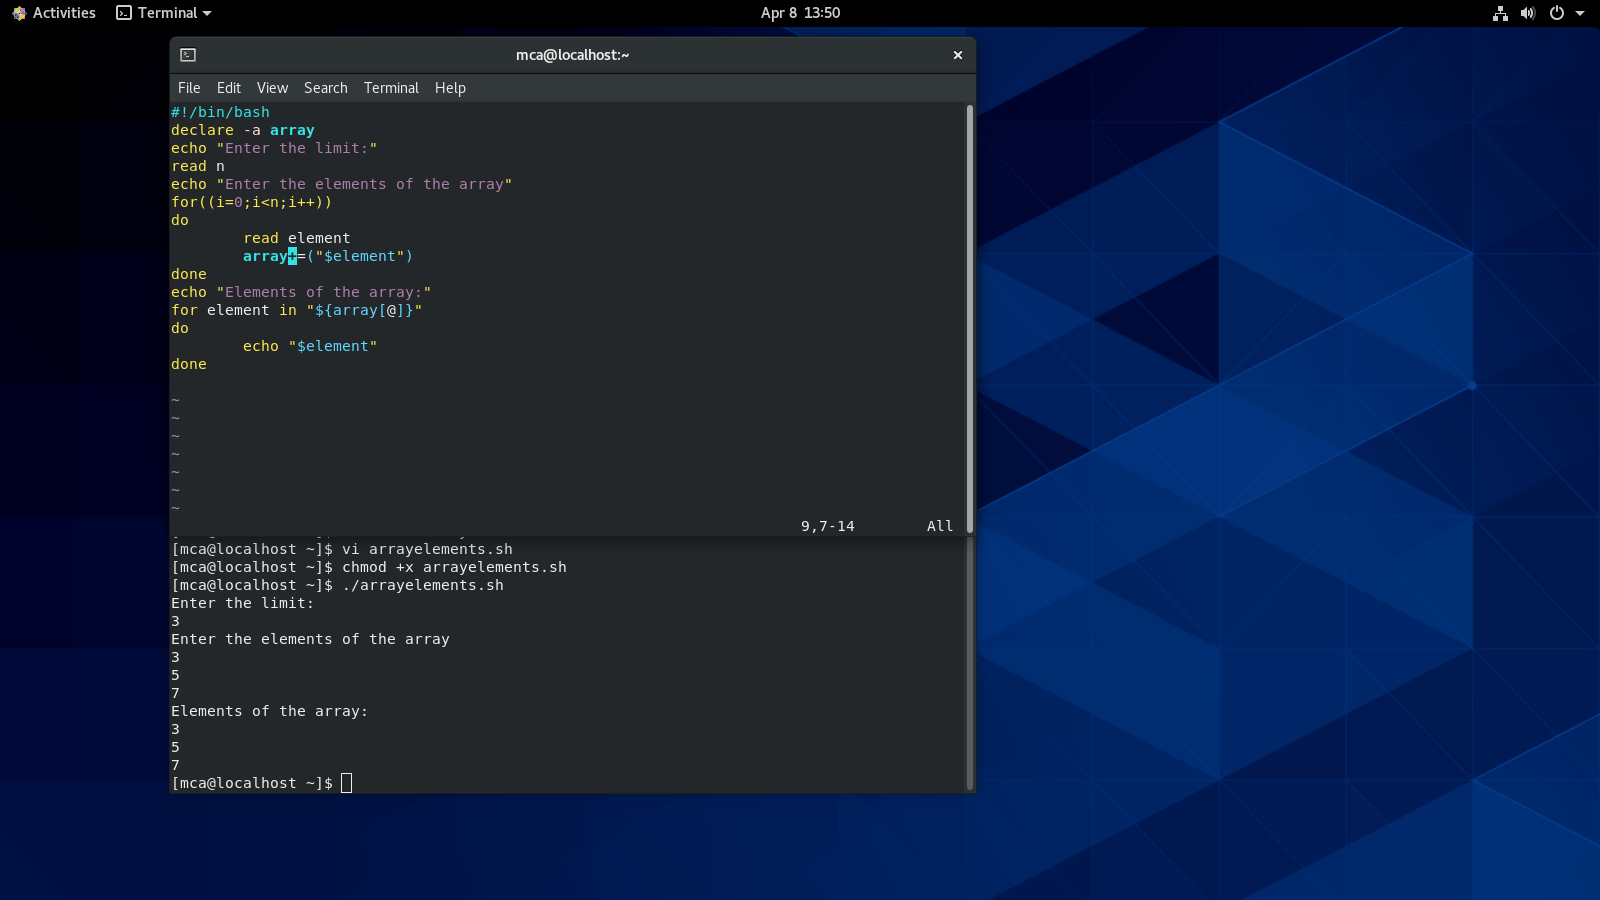 Activities Terminal Apr 8 13:50
mca@localhost:~
File Edit View Search Terminal Help
#!/bin/bash
declare -a array
echo "Enter the limit:"
read n
echo "Enter the elements of the array"
for((i=0;i<n;i++))
do
        read element
        array+=("$element")
done
echo "Elements of the array:"
for element in "${array[@]}"
do
        echo "$element"
done
~
~
~
~
~
~
~
9,7-14 All
[mca@localhost ~]$ vi arrayelements.sh
[mca@localhost ~]$ chmod +x arrayelements.sh
[mca@localhost ~]$ ./arrayelements.sh
Enter the limit:
3
Enter the elements of the array
3
5
7
Elements of the array:
3
5
7
[mca@localhost ~]$